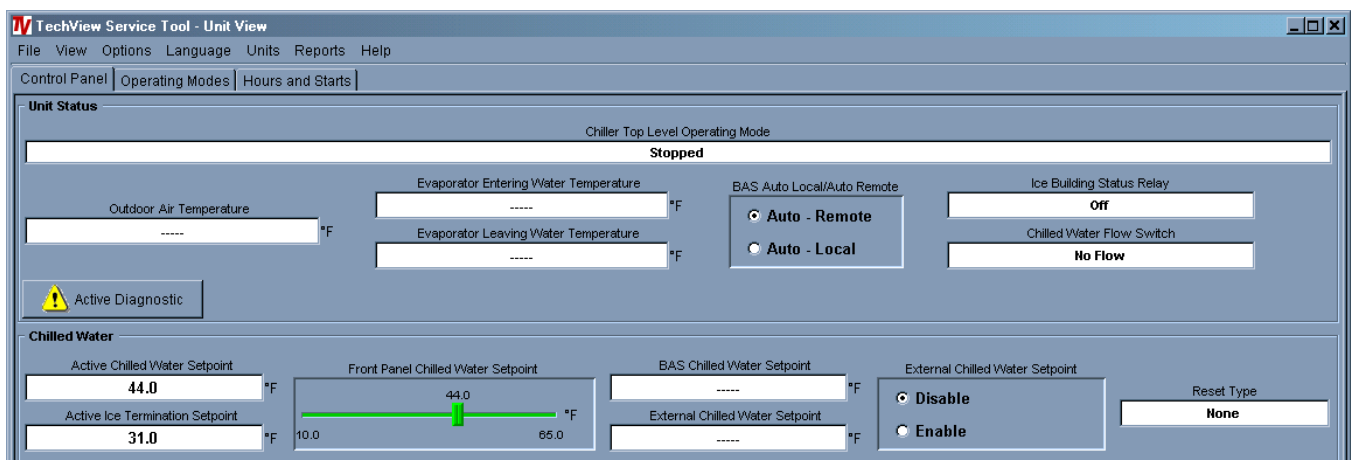 TechView Service Tool - Unit View
File View Options Language Units Reports Help
Control Panel Operating Modes Hours and Starts
Unit Status
Chiller Top Level Operating Mode
Stopped
Outdoor Air Temperature
----- °F
Evaporator Entering Water Temperature
----- °F
Evaporator Leaving Water Temperature
----- °F
BAS Auto Local/Auto Remote
Auto - Remote
Auto - Local
Ice Building Status Relay
Off
Chilled Water Flow Switch
No Flow
Active Diagnostic
Chilled Water
Active Chilled Water Setpoint
44.0 °F
Active Ice Termination Setpoint
31.0 °F
Front Panel Chilled Water Setpoint
44.0
°F
10.0 65.0
BAS Chilled Water Setpoint
----- °F
External Chilled Water Setpoint
----- °F
External Chilled Water Setpoint
Disable
Enable
Reset Type
None